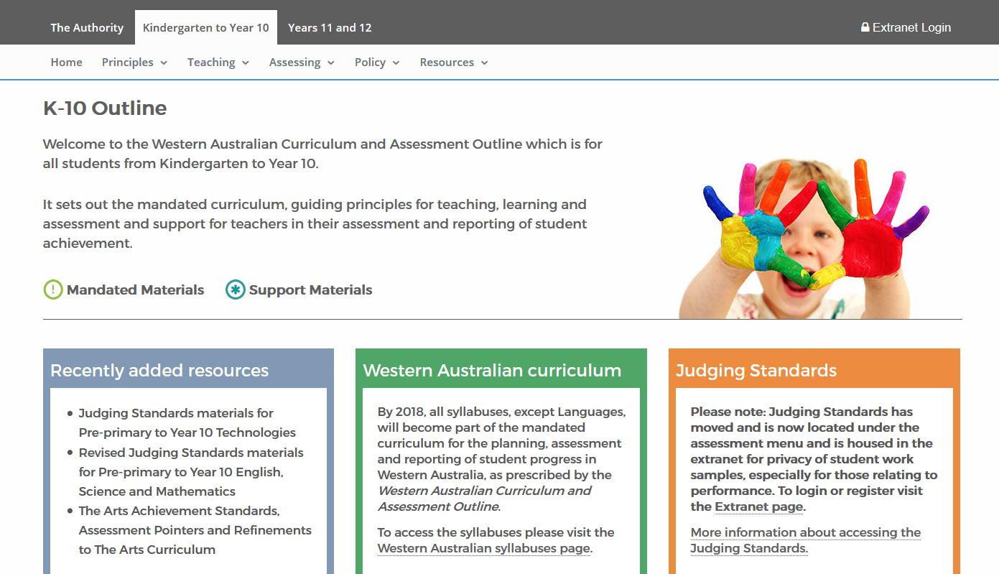 The Authority Kindergarten to Year 10 Years 11 and 12 Extranet Login
Home Principles Teaching Assessing Policy Resources
K-10 Outline
Welcome to the Western Australian Curriculum and Assessment Outline which is for
all students from Kindergarten to Year 10.
It sets out the mandated curriculum, guiding principles for teaching, learning and
assessment and support for teachers in their assessment and reporting of student
achievement.
! Mandated Materials * Support Materials
Recently added resources
• Judging Standards materials for
Pre-primary to Year 10 Technologies
• Revised Judging Standards materials
for Pre-primary to Year 10 English,
Science and Mathematics
• The Arts Achievement Standards,
Assessment Pointers and Refinements
to The Arts Curriculum
Western Australian curriculum
By 2018, all syllabuses, except Languages,
will become part of the mandated
curriculum for the planning, assessment
and reporting of student progress in
Western Australia, as prescribed by the
Western Australian Curriculum and
Assessment Outline.
To access the syllabuses please visit the
Western Australian syllabuses page.
Judging Standards
Please note: Judging Standards has
moved and is now located under the
assessment menu and is housed in the
extranet for privacy of student work
samples, especially for those relating to
performance. To login or register visit
the Extranet page.
More information about accessing the
Judging Standards.